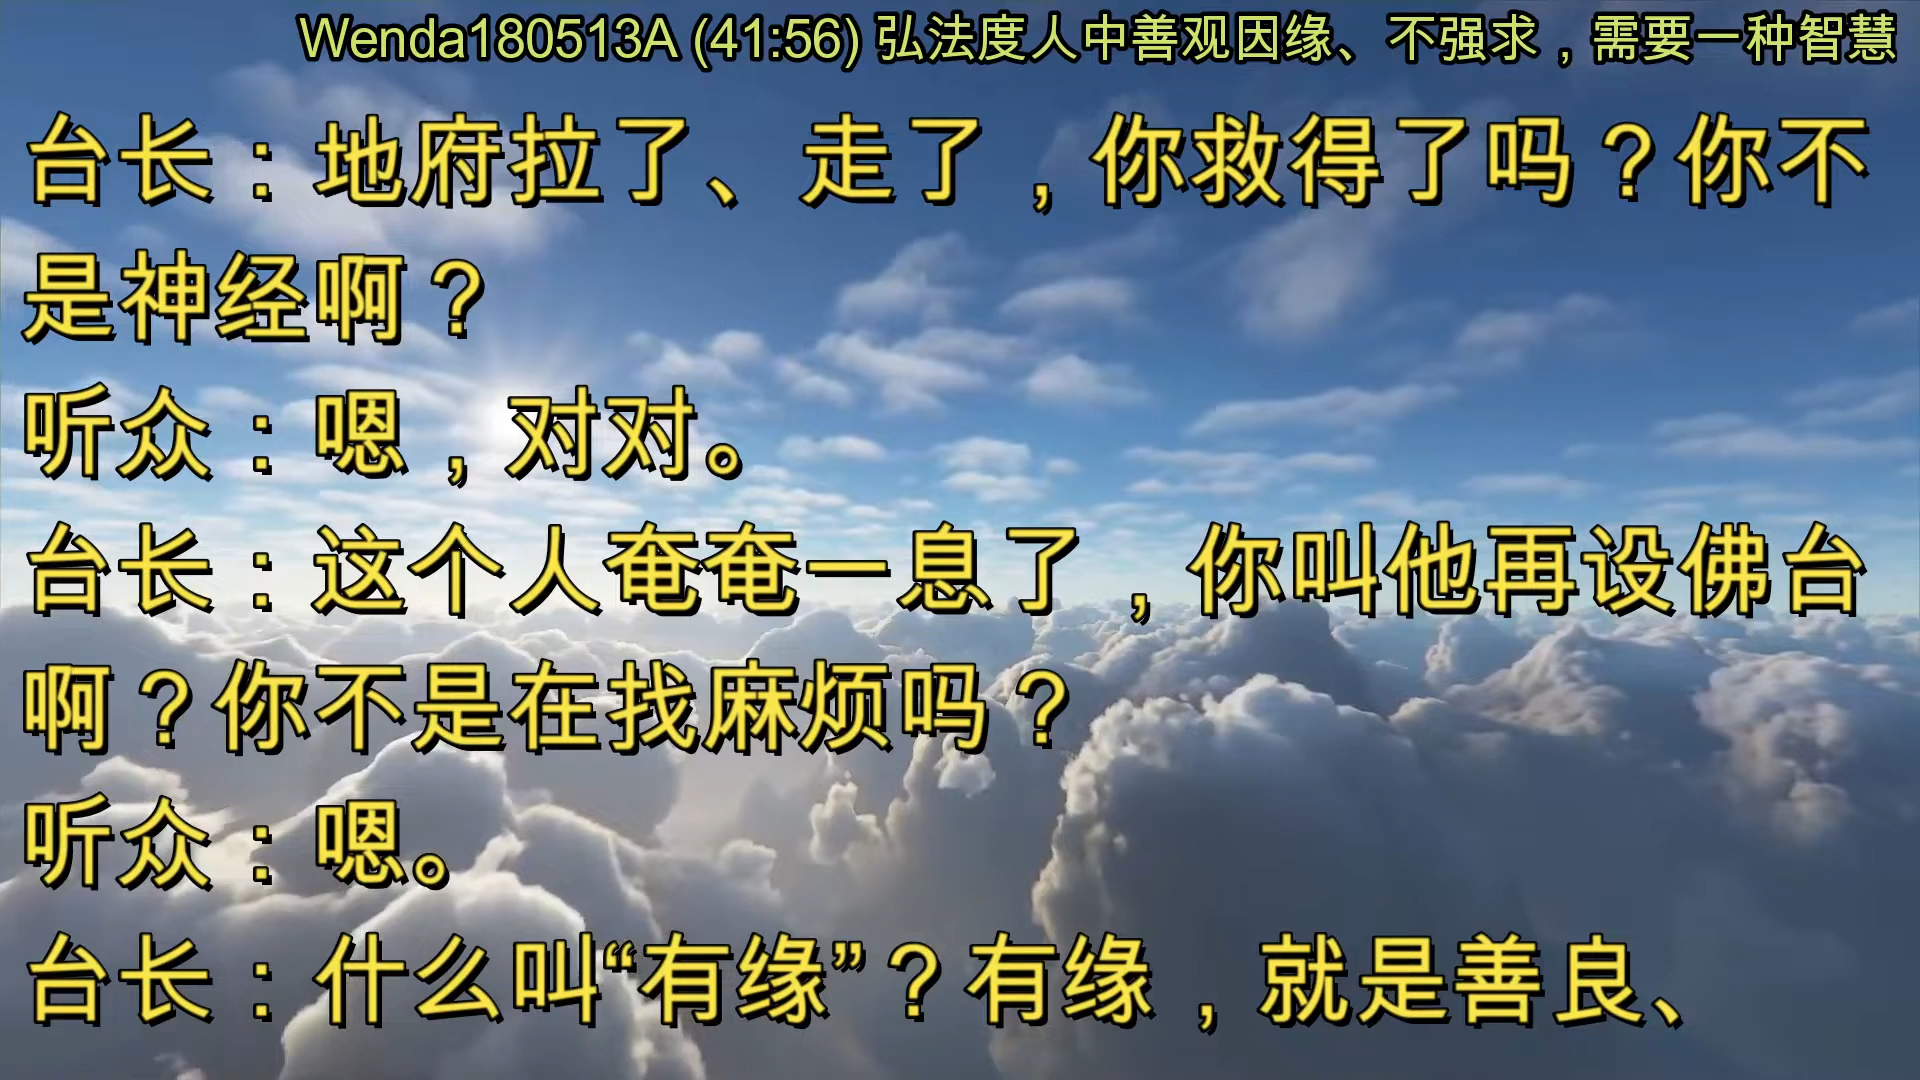 Wenda180513A (41:56) 弘法度人中善观因缘、不强求，需要一种智慧
台长：地府拉了、走了，你救得了吗？你不
是神经啊？
听众：嗯，对对。
台长：这个人奄奄一息了，你叫他再设佛台
啊？你不是在找麻烦吗？
听众：嗯。
台长：什么叫“有缘”？有缘，就是善良、